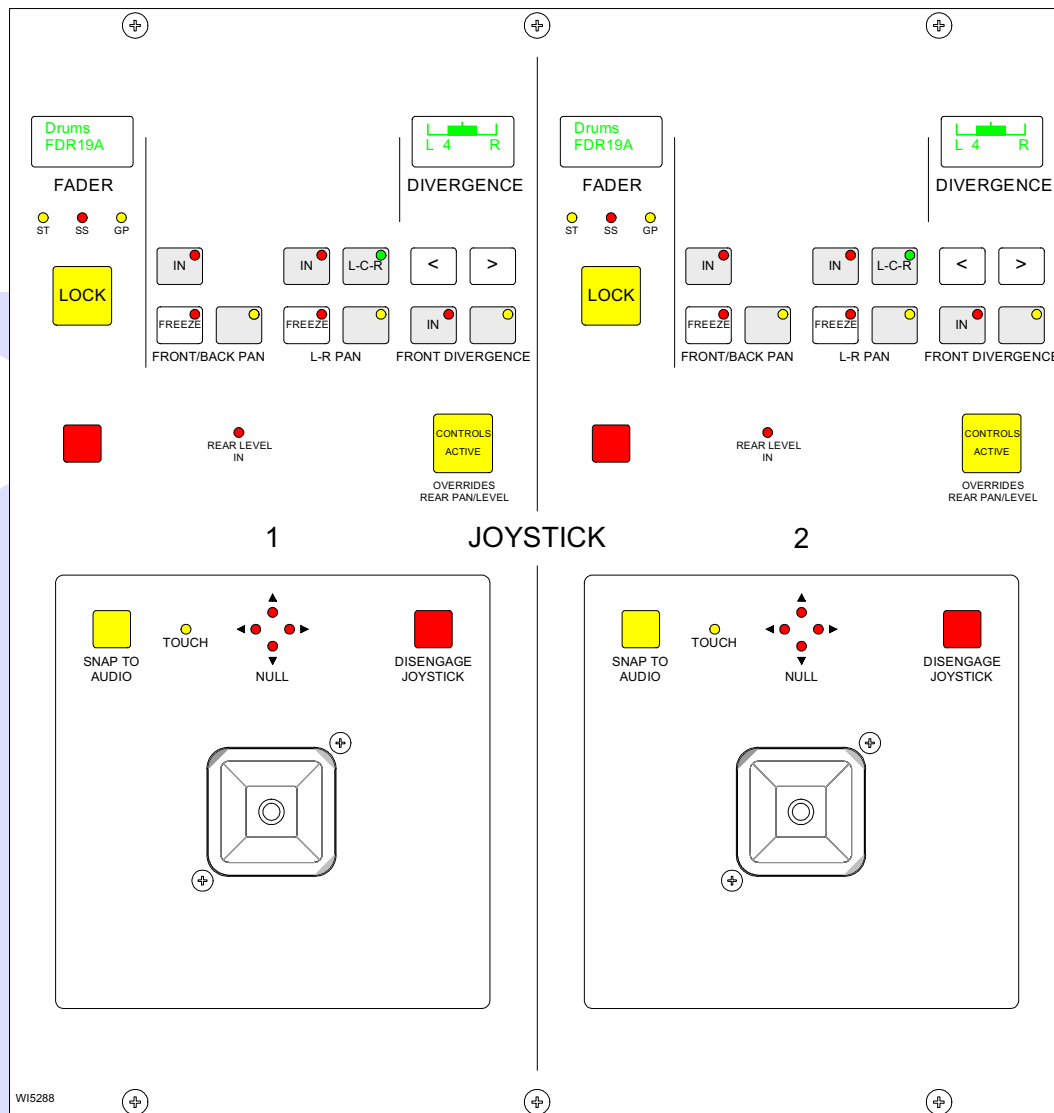 Drums
FDR19A
L 4 R
Drums
FDR19A
L 4 R
FADER
DIVERGENCE
FADER
DIVERGENCE
ST SS GP
ST SS GP
LOCK
IN
IN
L-C-R
<
>
LOCK
IN
IN
L-C-R
<
>
FREEZE
FREEZE
IN
FREEZE
FREEZE
IN
FRONT/BACK PAN
L-R PAN
FRONT DIVERGENCE
FRONT/BACK PAN
L-R PAN
FRONT DIVERGENCE
REAR LEVEL
IN
CONTROLS
ACTIVE
REAR LEVEL
IN
CONTROLS
ACTIVE
OVERRIDES
REAR PAN/LEVEL
OVERRIDES
REAR PAN/LEVEL
1
JOYSTICK
2
SNAP TO
AUDIO
TOUCH
NULL
DISENGAGE
JOYSTICK
SNAP TO
AUDIO
TOUCH
NULL
DISENGAGE
JOYSTICK
WI5288